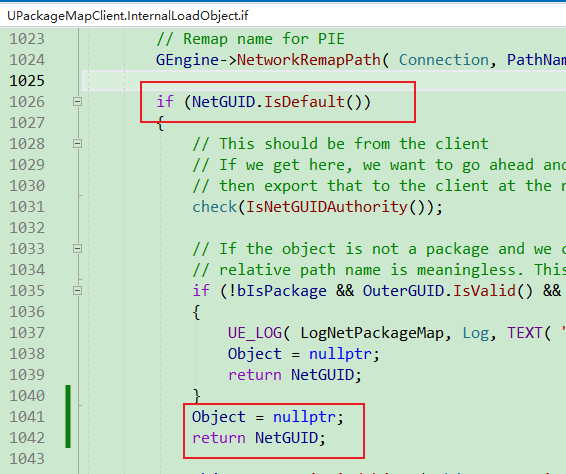 UPackageMapClient.InternalLoadObject.if
1023 // Remap name for PIE
1024 GEngine->NetworkRemapPath( Connection, PathNam
1025
1026 if (NetGUID.IsDefault())
1027 {
1028 // This should be from the client
1029 // If we get here, we want to go ahead and
1030 // then export that to the client at the n
1031 check(IsNetGUIDAuthority());
1032
1033 // If the object is not a package and we c
1034 // relative path name is meaningless. This
1035 if (!bIsPackage && OuterGUID.IsValid() &&
1036 {
1037 UE_LOG( LogNetPackageMap, Log, TEXT( "
1038 Object = nullptr;
1039 return NetGUID;
1040 }
1041 Object = nullptr;
1042 return NetGUID;
1043